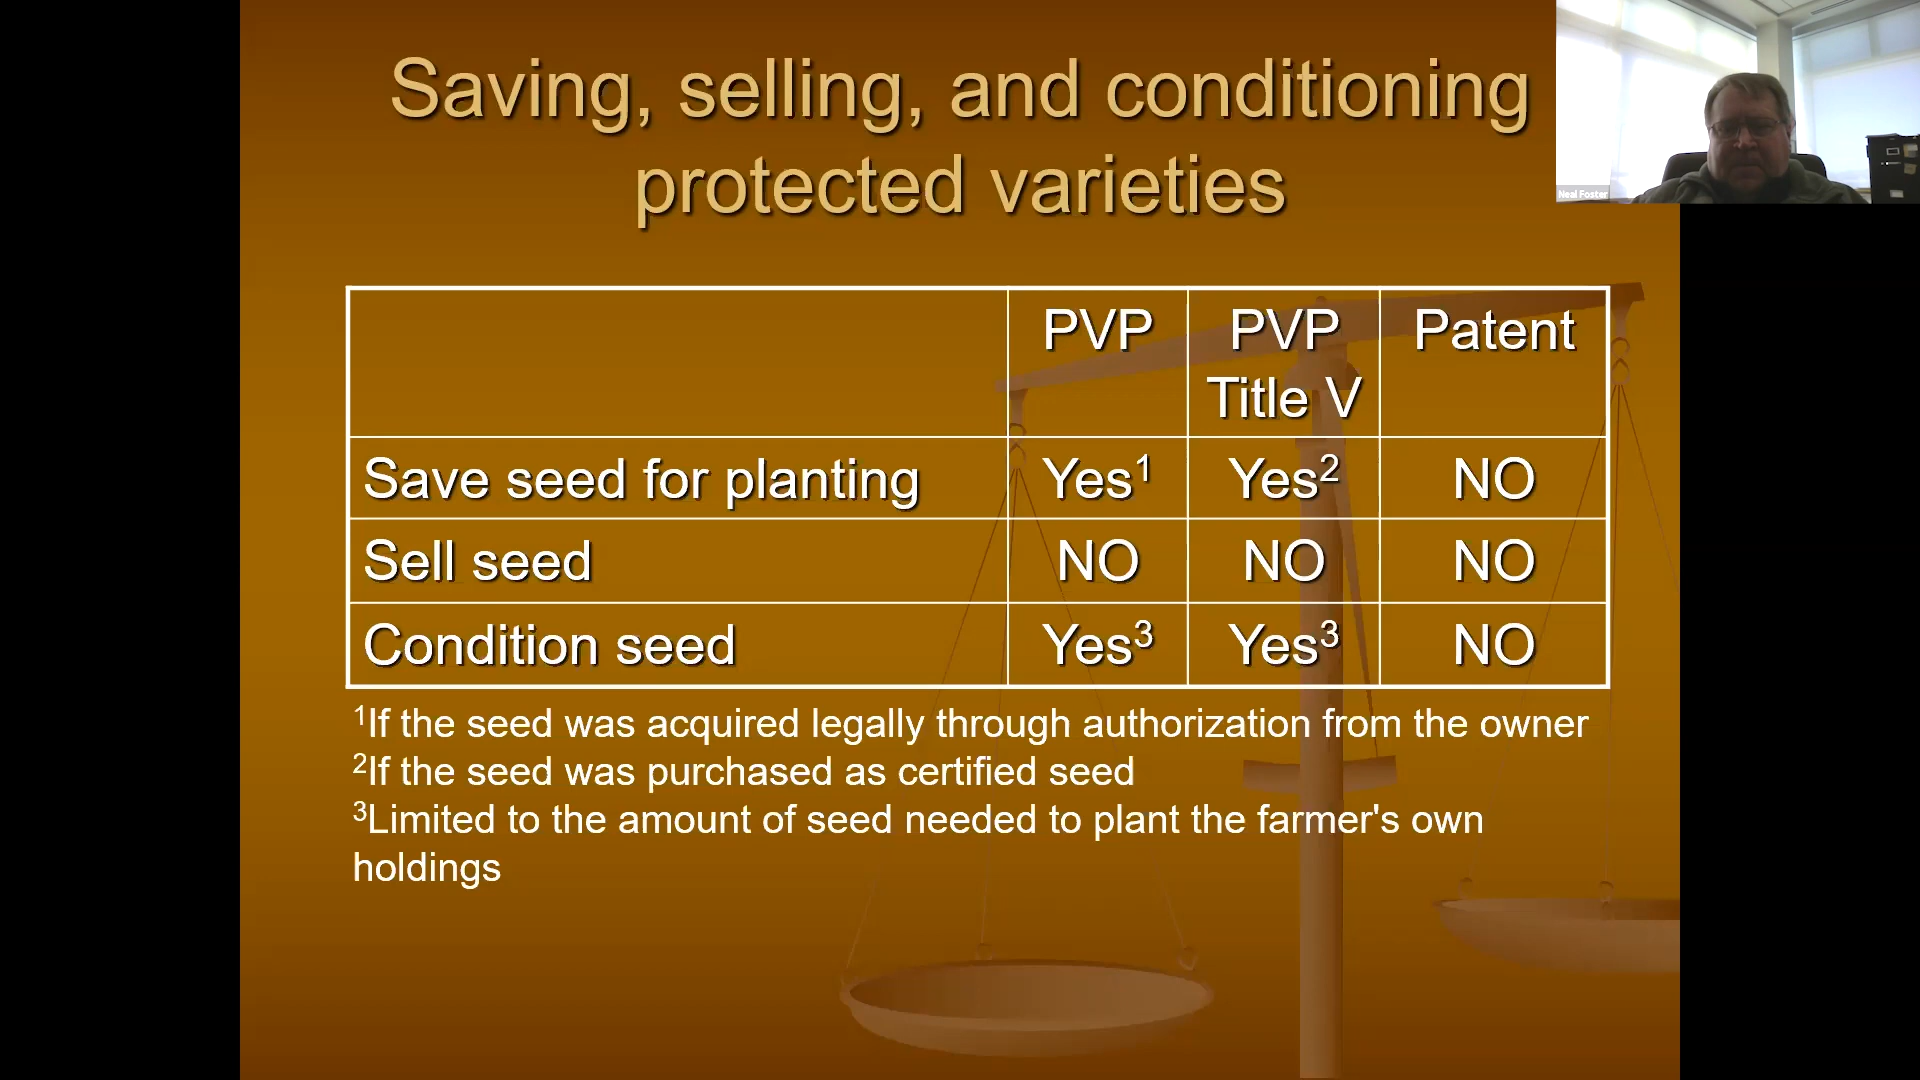 Saving, selling, and conditioning
protected varieties
Neal Foster
PVP PVP Patent
Title V
Save seed for planting Yes¹ Yes² NO
Sell seed NO NO NO
Condition seed Yes³ Yes³ NO
¹If the seed was acquired legally through authorization from the owner
²If the seed was purchased as certified seed
³Limited to the amount of seed needed to plant the farmer's own
holdings